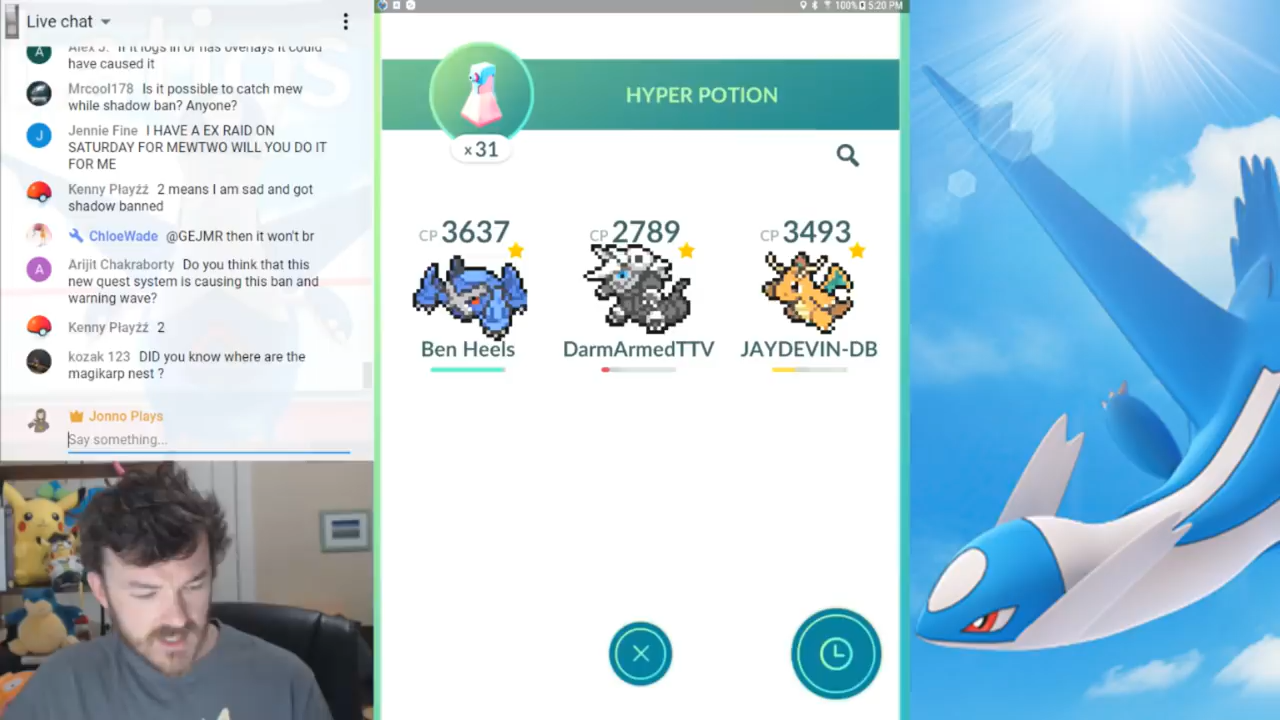 Live chat
Alex J. If it logs in or has overlays it could
have caused it
Mrcool178 Is it possible to catch mew
while shadow ban? Anyone?
Jennie Fine I HAVE A EX RAID ON
SATURDAY FOR MEWTWO WILL YOU DO IT
FOR ME
Kenny Playźż 2 means I am sad and got
shadow banned
ChloeWade @GEJMR then it won't br
Arijit Chakraborty Do you think that this
new quest system is causing this ban and
warning wave?
Kenny Playźż 2
kozak 123 DID you know where are the
magikarp nest ?
Jonno Plays
Say something...
100% 5:20 PM
HYPER POTION
x31
CP 3637
CP 2789
CP 3493
Ben Heels
DarmArmedTTV
JAYDEVIN-DB